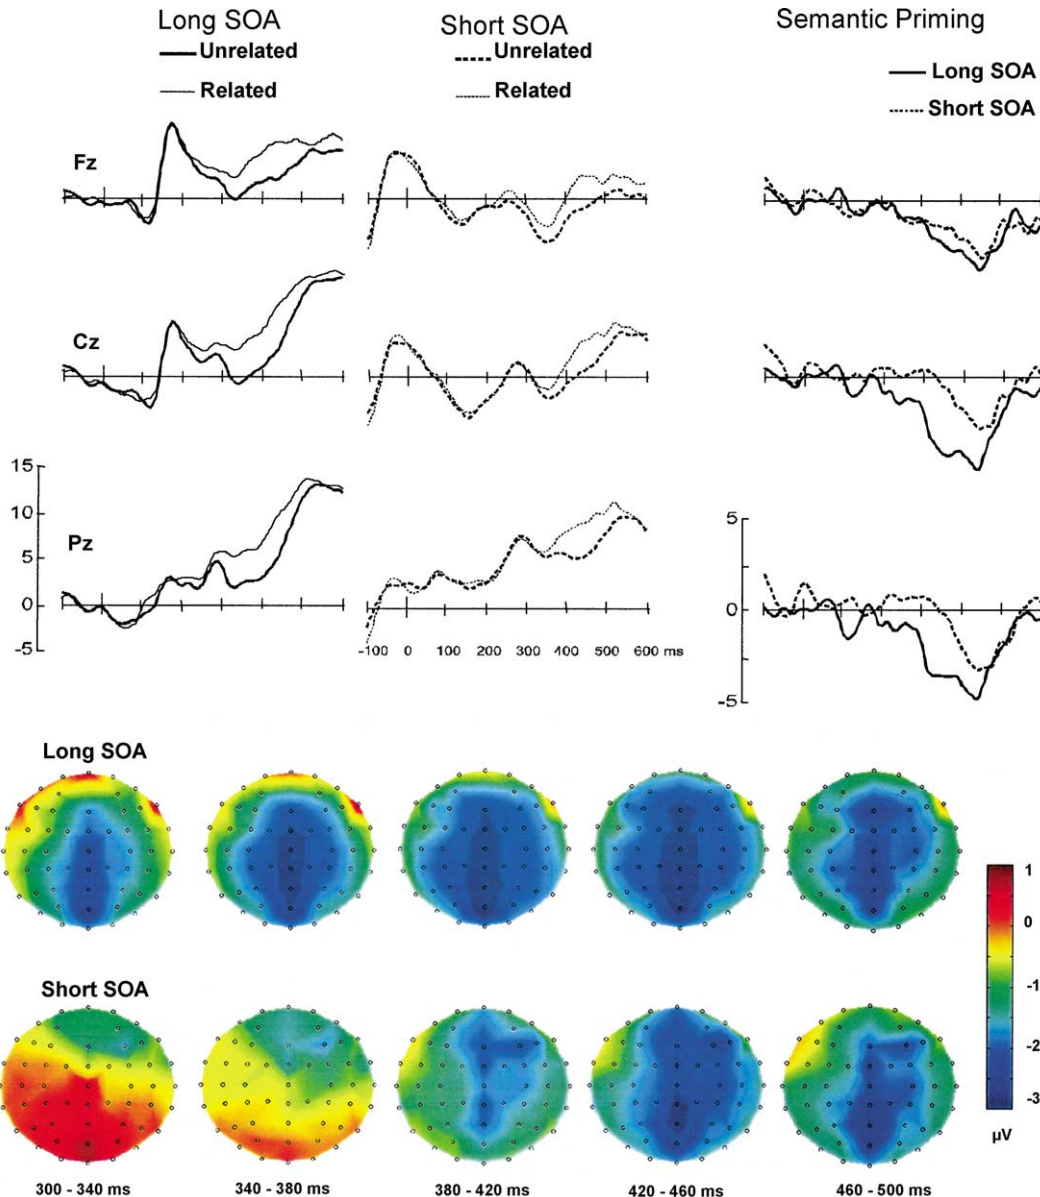 Long SOA
Unrelated
Related
Short SOA
Unrelated
Related
Semantic Priming
Long SOA
Short SOA
Fz
Cz
15
10
5
0
-5
Pz
-100 0 100 200 300 400 500 600 ms
5
0
-5
Long SOA
Short SOA
300 - 340 ms
340 - 380 ms
380 - 420 ms
420 - 460 ms
460 - 500 ms
1
0
-1
-2
-3
µV